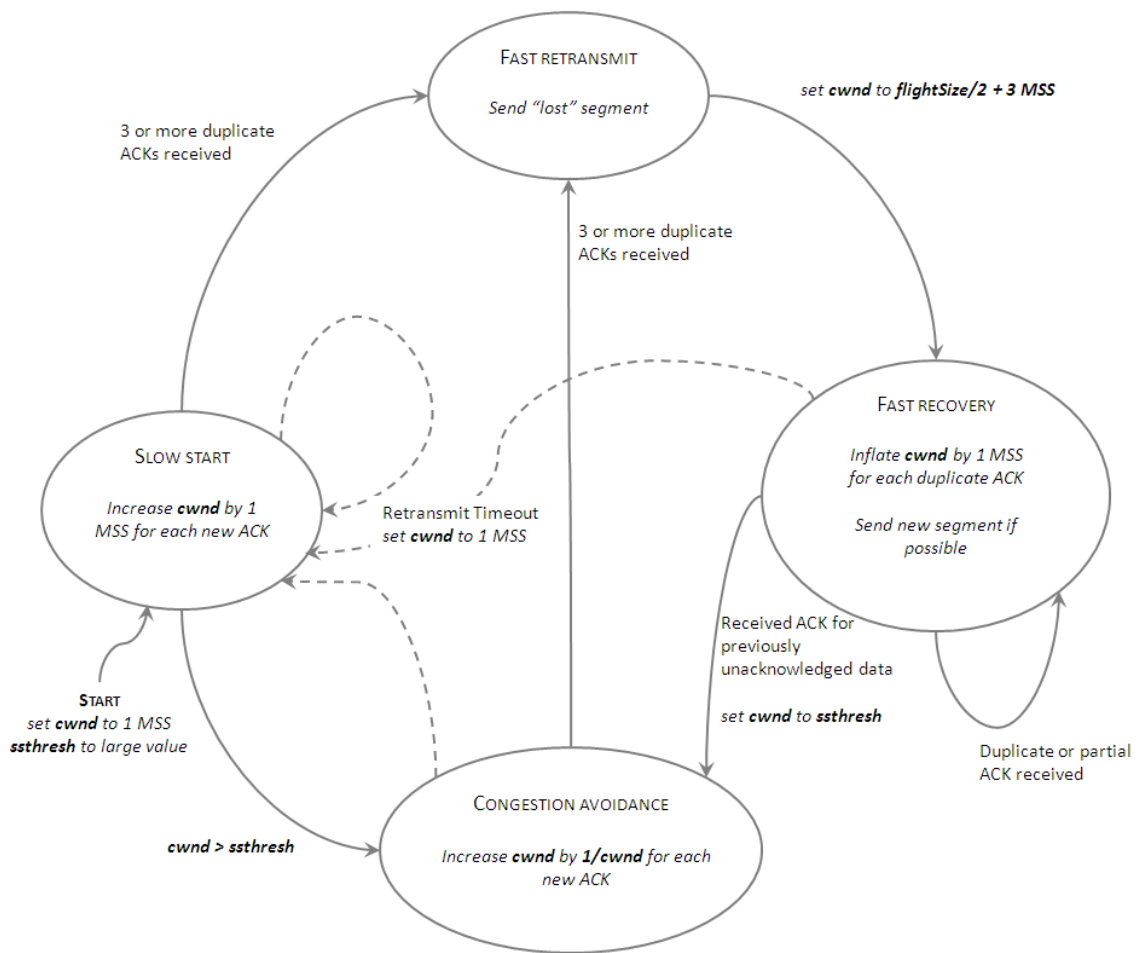 FAST RETRANSMIT
Send “lost” segment
set cwnd to flightSize/2 + 3 MSS
3 or more duplicate
ACKs received
3 or more duplicate
ACKs received
FAST RECOVERY
Inflate cwnd by 1 MSS
for each duplicate ACK
Send new segment if
possible
SLOW START
Increase cwnd by 1
MSS for each new ACK
Retransmit Timeout
set cwnd to 1 MSS
Received ACK for
previously
unacknowledged data
set cwnd to ssthresh
START
set cwnd to 1 MSS
ssthresh to large value
Duplicate or partial
ACK received
CONGESTION AVOIDANCE
Increase cwnd by 1/cwnd for each
new ACK
cwnd > ssthresh